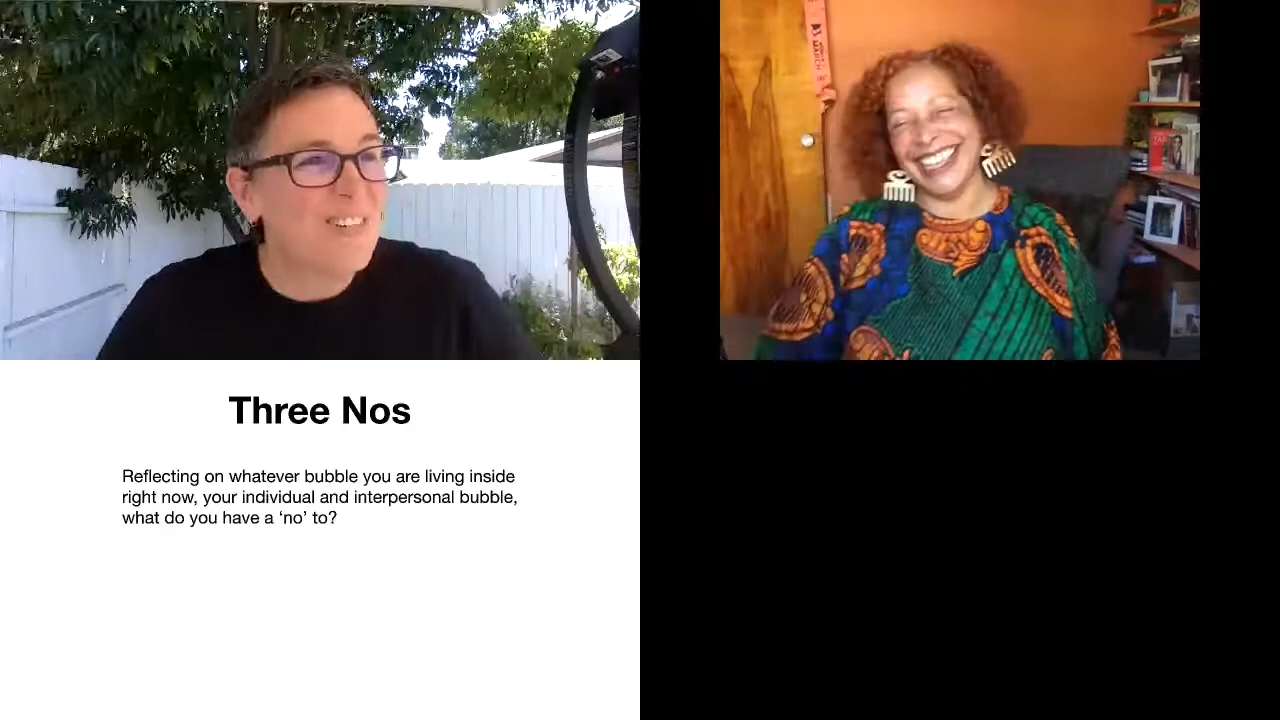 Three Nos
Reflecting on whatever bubble you are living inside
right now, your individual and interpersonal bubble,
what do you have a ‘no’ to?